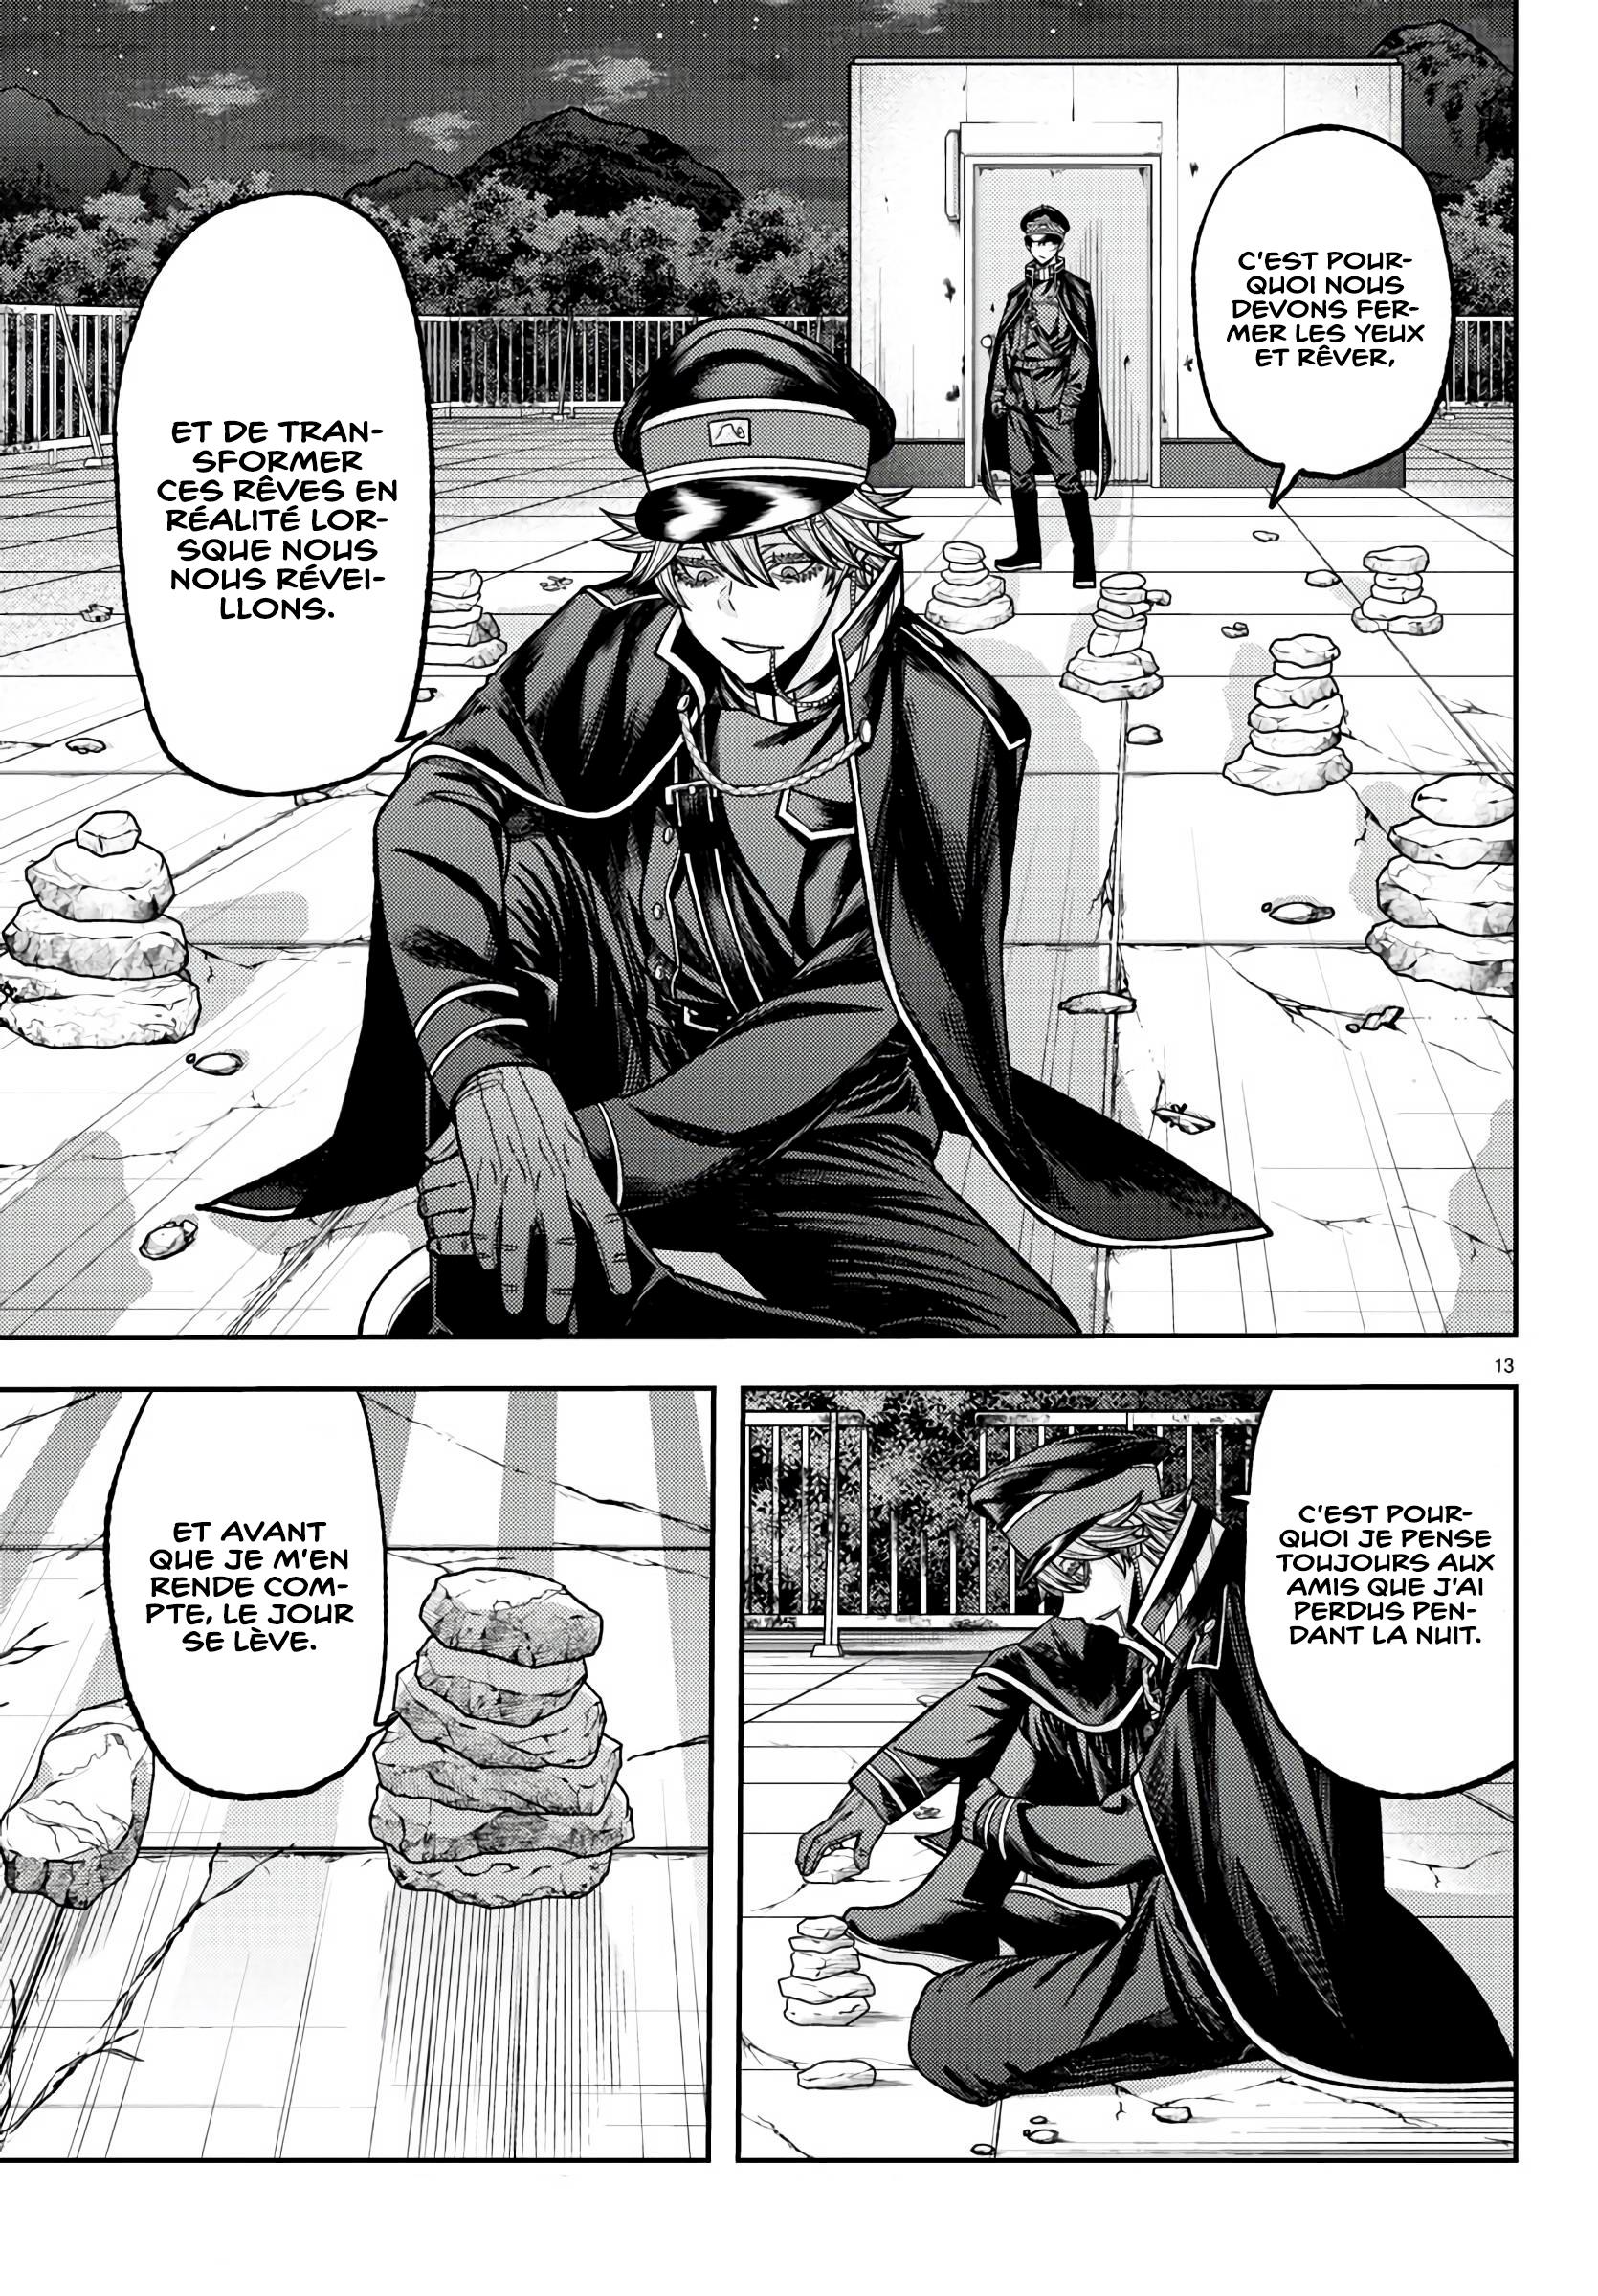 C'EST POUR-
QUOI NOUS
DEVONS FER-
MER LES YEUX
ET RÊVER,
ET DE TRAN-
SFORMER
CES RÊVES EN
RÉALITÉ LOR-
SQUE NOUS
NOUS RÉVEI-
LLONS.
13
C'EST POUR-
QUOI JE PENSE
TOUJOURS AUX
AMIS QUE J'AI
PERDUS PEN-
DANT LA NUIT.
ET AVANT
QUE JE M'EN
RENDE COM-
PTE, LE JOUR
SE LÈVE.